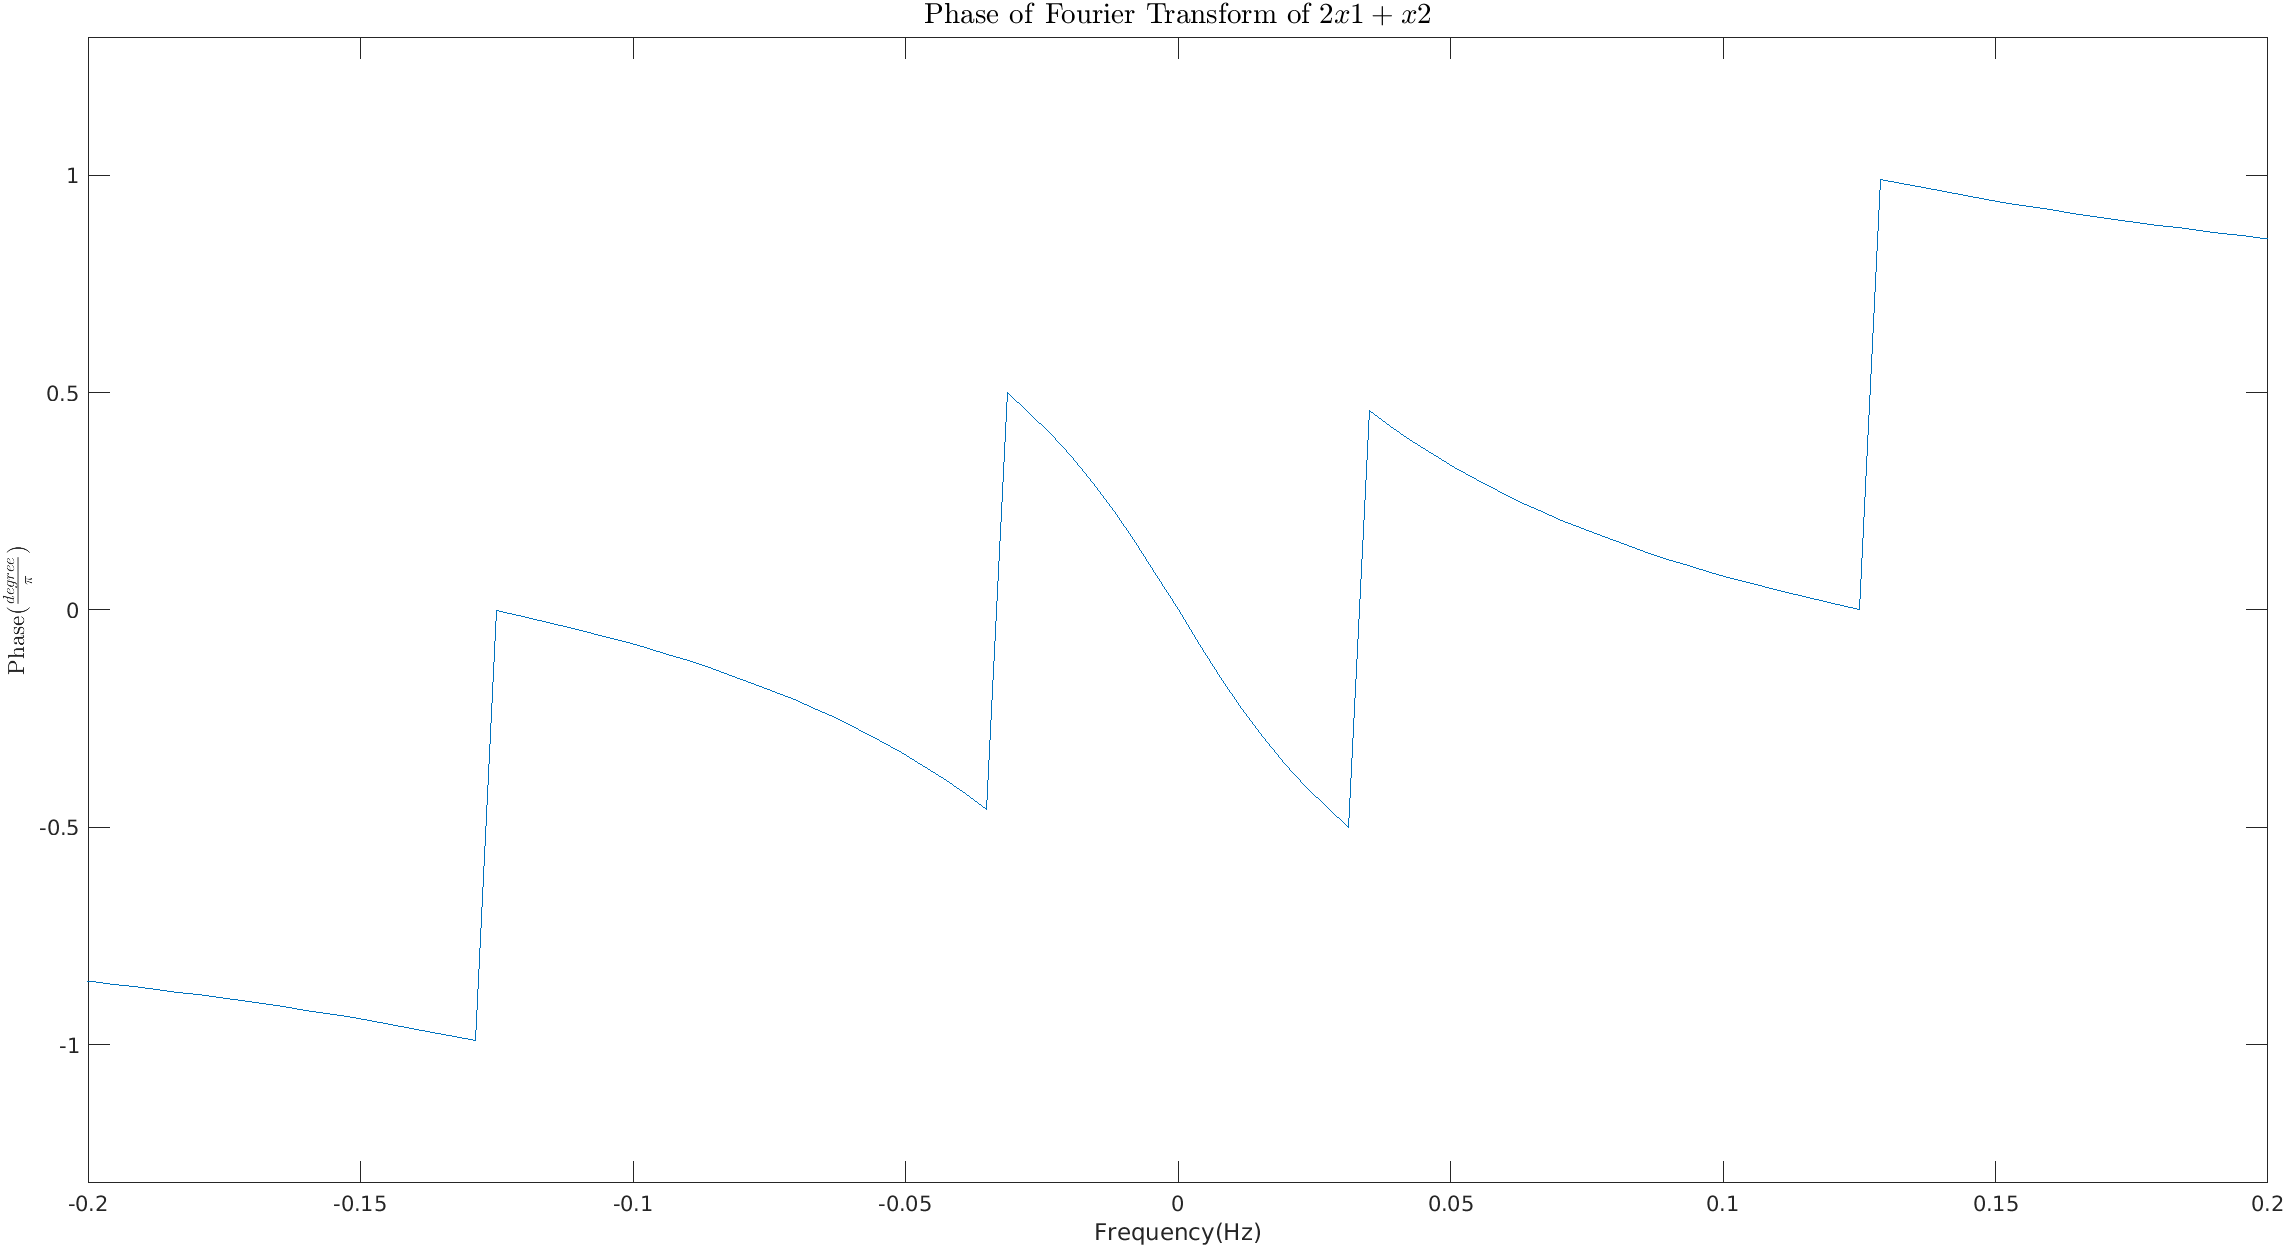 Phase of Fourier Transform of 2x1 + x2
1
0.5
0
-0.5
-1
Phase(degree/π)
-0.2 -0.15 -0.1 -0.05 0 0.05 0.1 0.15 0.2
Frequency(Hz)